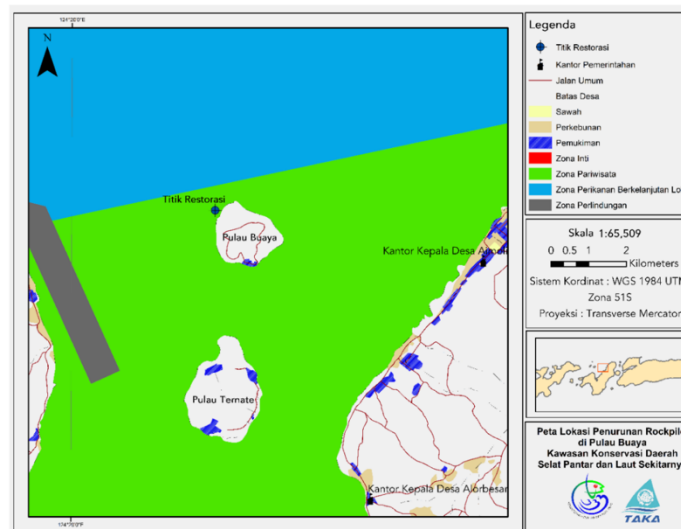 N
Titik Restorasi
Pulau Buaya
Kantor Kepala Desa
Pulau Ternate
Kantor Kepala Desa Alorbesar
Legenda
Titik Restorasi
Kantor Pemerintahan
Jalan Umum
Batas Desa
Sawah
Perkebunan
Pemukiman
Zona Inti
Zona Pariwisata
Zona Perikanan Berkelanjutan Lo
Zona Perlindungan
Skala 1:65,509
0 0.5 1 2
Kilometers
Sistem Kordinat : WGS 1984 UTM
Zona 51S
Proyeksi : Transverse Mercator
Peta Lokasi Penurunan Rockpile
di Pulau Buaya
Kawasan Konservasi Daerah
Selat Pantar dan Laut Sekitarny
TAKA